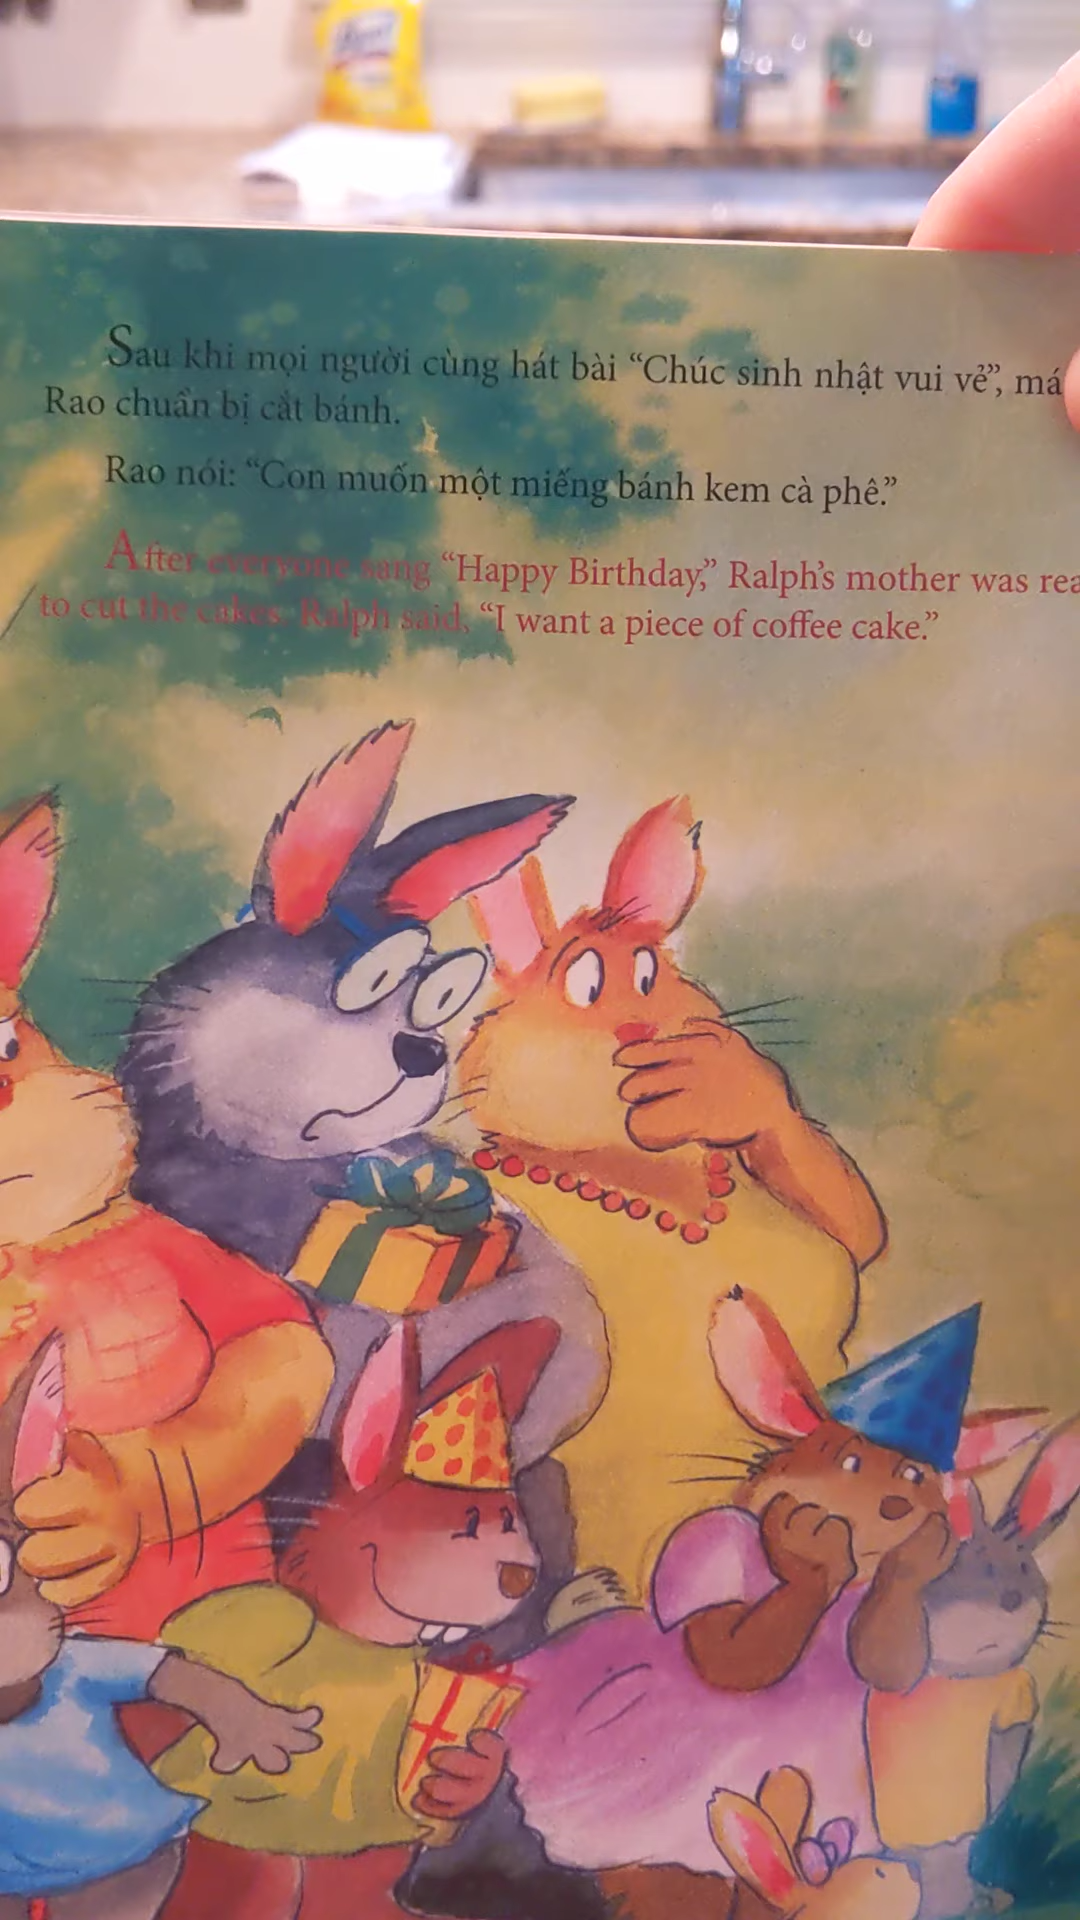 Sau khi mọi người cùng hát bài “Chúc sinh nhật vui vẻ”, má
Rao chuẩn bị cắt bánh.
Rao nói: “Con muốn một miếng bánh kem cà phê.”
After everyone sang “Happy Birthday,” Ralph’s mother was rea
to cut the cakes. Ralph said, “I want a piece of coffee cake.”